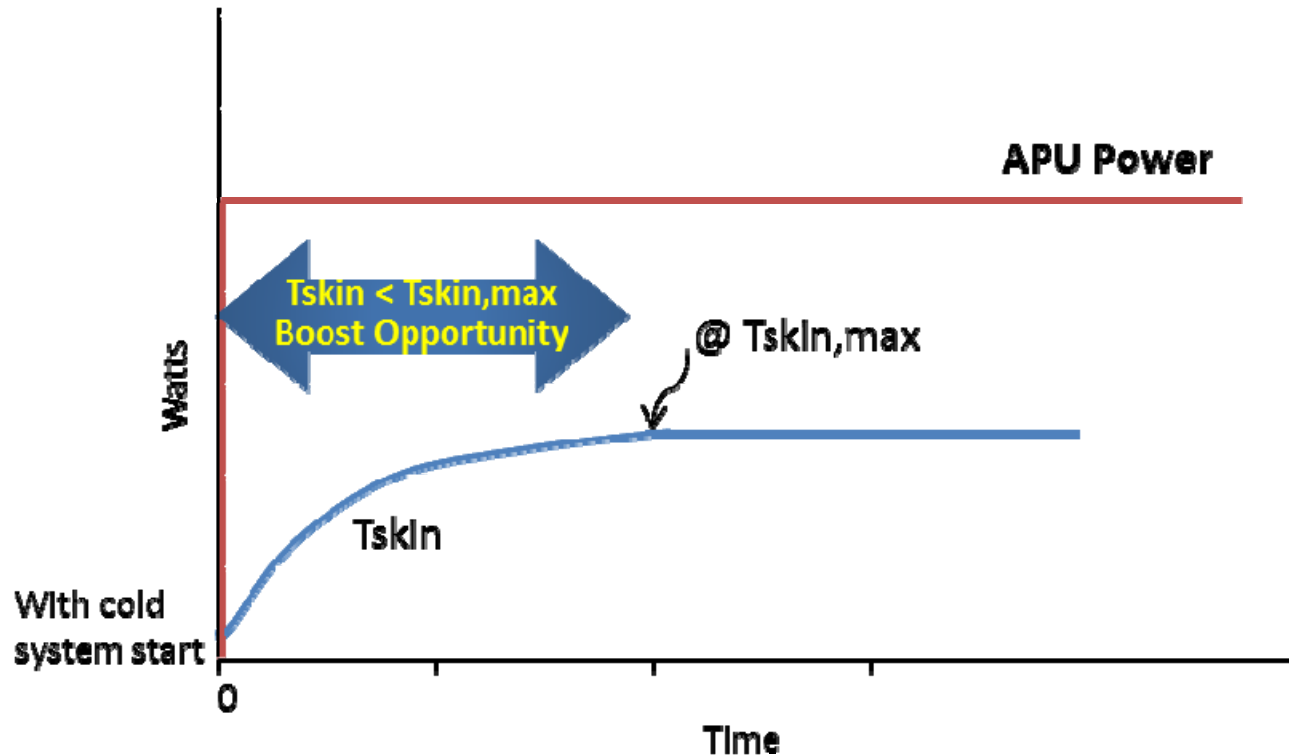 APU Power
Tskin < Tskin,max
Boost Opportunity
@ Tskin,max
Watts
Tskin
With cold
system start
0
Time